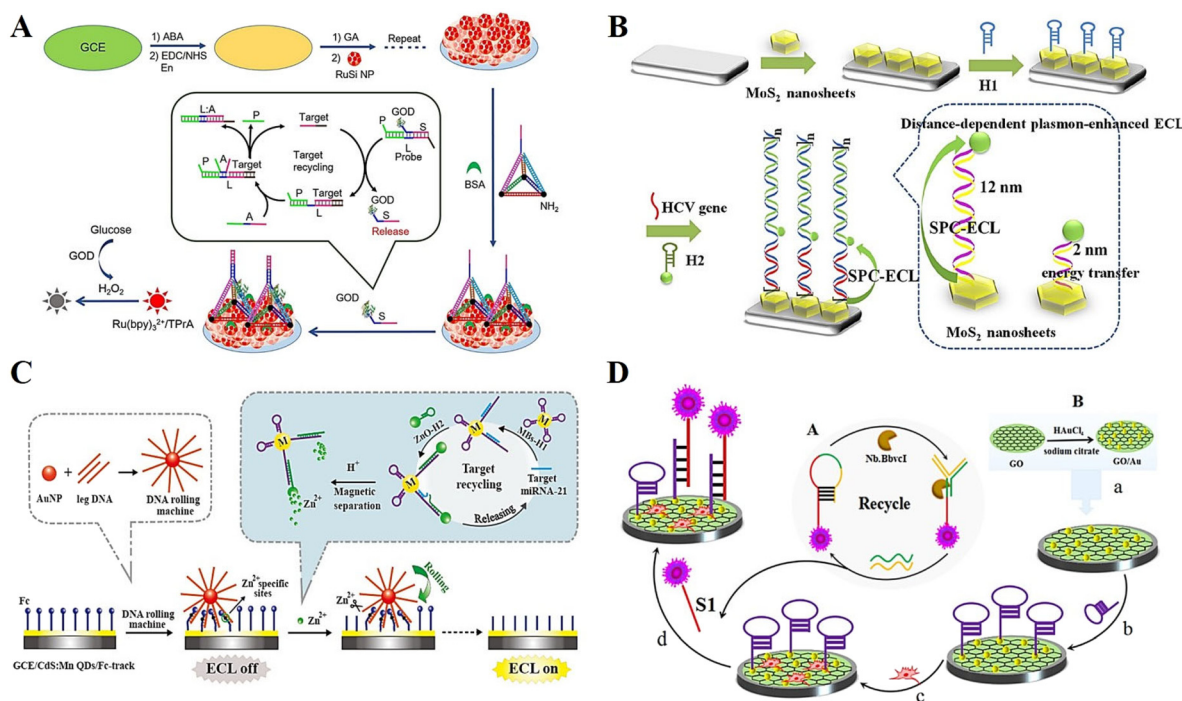 A
GCE
1) ABA
2) EDC/NHS
En
1) GA
2)
RuSi NP
Repeat
L:A
P
Target
P
GOD
S
L
Probe
Target
recycling
P
A
Target
L
P
Target
L
GOD
S
Release
A
BSA
NH2
Glucose
GOD
H2O2
Ru(bpy)3²⁺/TPrA
GOD
S
B
MoS2 nanosheets
H1
HCV gene
H2
]n
]n
]n
SPC-ECL
Distance-dependent plasmon-enhanced ECL
12 nm
SPC-ECL
2 nm
energy transfer
MoS2 nanosheets
C
AuNP
+
leg DNA
DNA rolling
machine
ZnO-H2
M
MBs-H1
M
Target
recycling
Target
miRNA-21
Releasing
M
H⁺
Magnetic
separation
M
Zn²⁺
Fc
DNA rolling
machine
Zn²⁺ specific
sites
Zn²⁺
Zn²⁺
Rolling
GCE/CdS:Mn QDs/Fc-track
ECL off
ECL on
D
A
Nb.BbvcI
Recycle
B
HAuCl4
sodium citrate
GO
GO/Au
a
b
c
d
S1